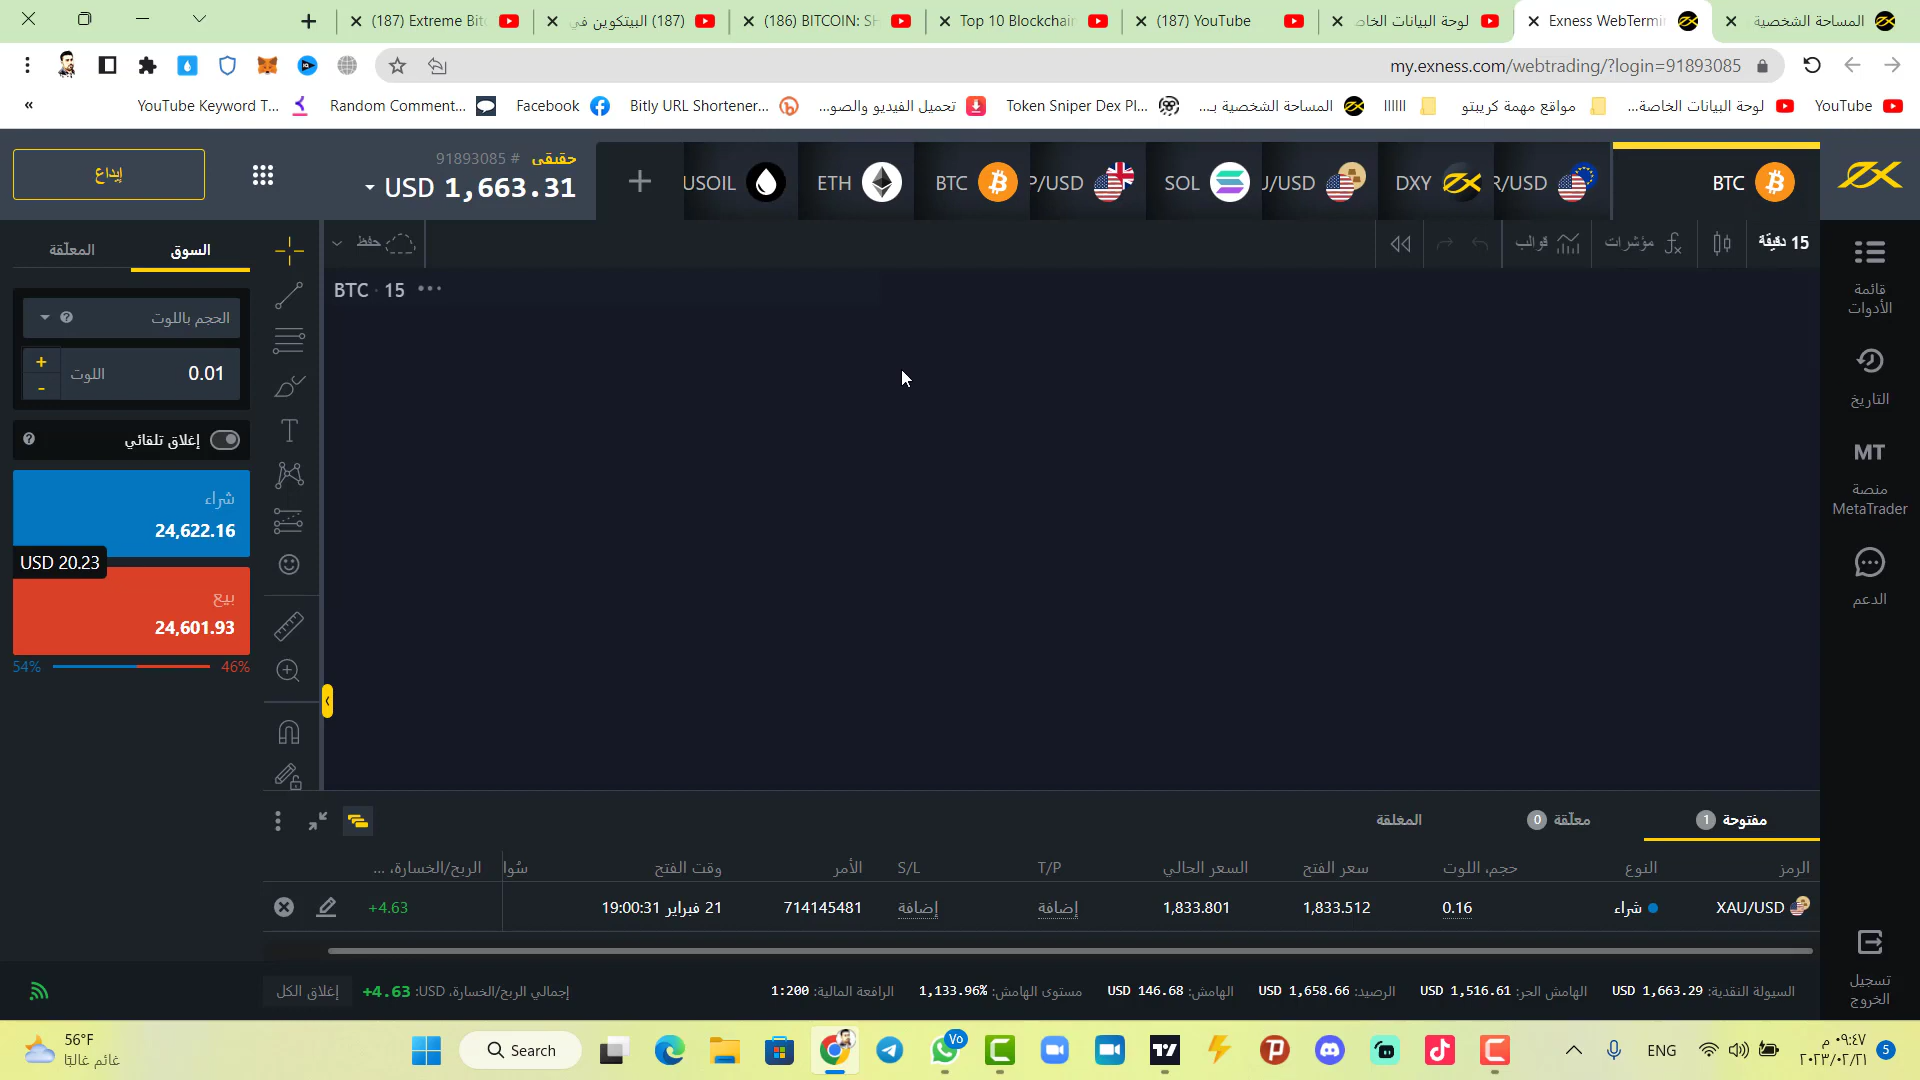 المساحة الشخصية
Exness WebTermi
لوحة البيانات الخاص
(187) YouTube
Top 10 Blockchain
(186) BITCOIN: SH
(187) البيتكوين في
(187) Extreme Bit
my.exness.com/webtrading/?login=91893085
YouTube
لوحة البيانات الخاصة...
مواقع مهمة كريبتو
llllll
المساحة الشخصية بـ...
Token Sniper Dex Pl...
تحميل الفيديو والصو...
Bitly URL Shortener...
Facebook
Random Comment...
YouTube Keyword T...
«
BTC
R/USD
DXY
J/USD
SOL
P/USD
BTC
ETH
USOIL
حقيقي # 91893085
1,663.31 USD
إيداع
15 دقيقة
مؤشرات
قوالب
حفظ
السوق
المعلّقة
BTC · 15
الحجم باللوت
0.01 اللوت
+
-
إغلاق تلقائي
شراء
24,622.16
USD 20.23
بيع
24,601.93
54%
46%
قائمة
الأدوات
التاريخ
MT
منصة
MetaTrader
الدعم
تسجيل
الخروج
مفتوحة 1
معلّقة 0
المغلقة
الرمز
النوع
حجم، اللوت
سعر الفتح
السعر الحالي
T/P
S/L
الأمر
وقت الفتح
سُوا
الربح/الخسارة، ...
XAU/USD
شراء
0.16
1,833.512
1,833.801
إضافة
إضافة
714145481
21 فبراير 19:00:31
+4.63
السيولة النقدية: 1,663.29 USD
الهامش الحر: 1,516.61 USD
الرصيد: 1,658.66 USD
الهامش: 146.68 USD
مستوى الهامش: 1,133.96%
الرافعة المالية: 1:200
إجمالي الربح/الخسارة، USD: +4.63
إغلاق الكل
56°F
غائم غالبًا
Search
Vo
ENG
٠٩:٤٧ م
٢٠٢٣/٠٢/٢١
5